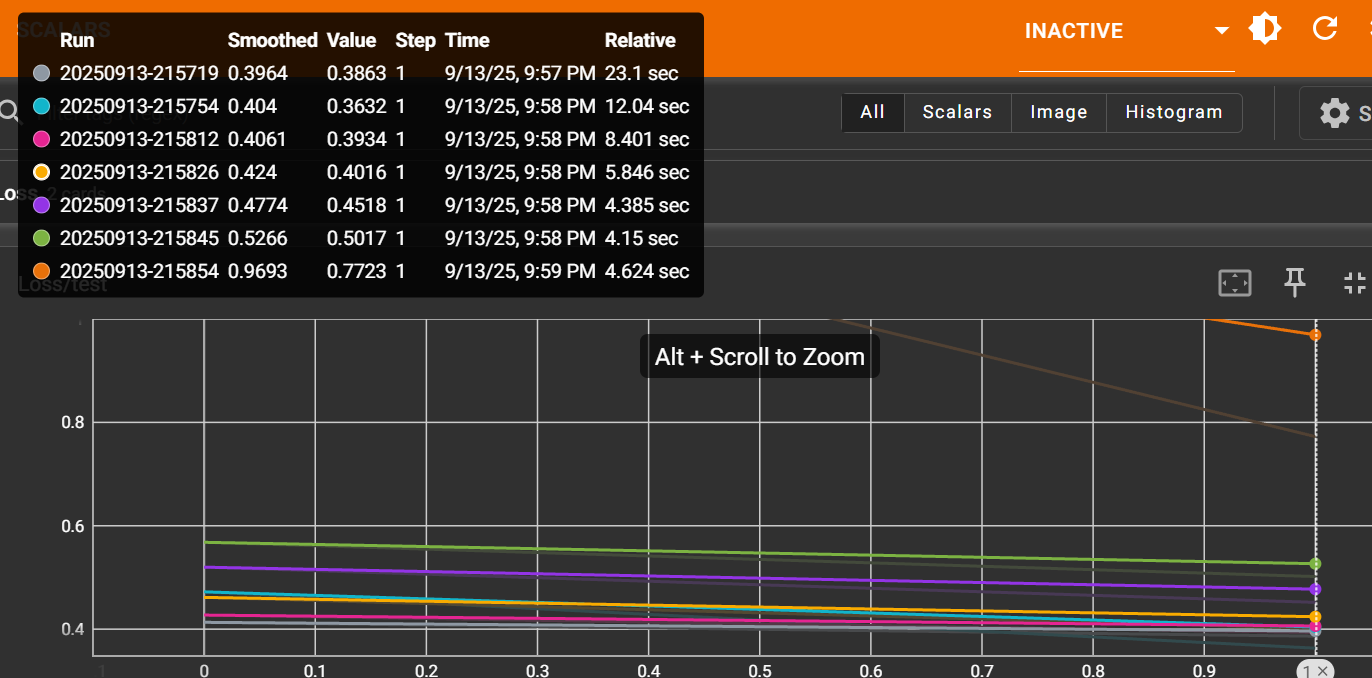 SCALARS
INACTIVE
Run Smoothed Value Step Time Relative
20250913-215719 0.3964 0.3863 1 9/13/25, 9:57 PM 23.1 sec
20250913-215754 0.404 0.3632 1 9/13/25, 9:58 PM 12.04 sec
20250913-215812 0.4061 0.3934 1 9/13/25, 9:58 PM 8.401 sec
20250913-215826 0.424 0.4016 1 9/13/25, 9:58 PM 5.846 sec
20250913-215837 0.4774 0.4518 1 9/13/25, 9:58 PM 4.385 sec
20250913-215845 0.5266 0.5017 1 9/13/25, 9:58 PM 4.15 sec
20250913-215854 0.9693 0.7723 1 9/13/25, 9:59 PM 4.624 sec
All Scalars Image Histogram S
Loss 2 cards
Loss/test
Alt + Scroll to Zoom
0.8
0.6
0.4
0 0.1 0.2 0.3 0.4 0.5 0.6 0.7 0.8 0.9 1 ×